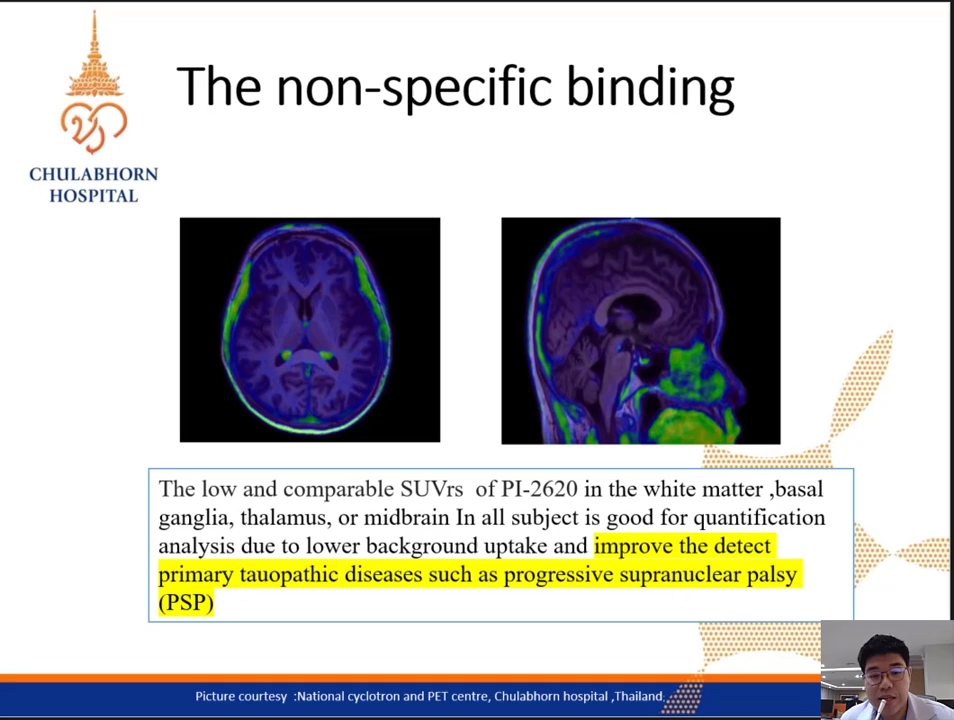 The non-specific binding
CHULABHORN
HOSPITAL
The low and comparable SUVrs of PI-2620 in the white matter ,basal
ganglia, thalamus, or midbrain In all subject is good for quantification
analysis due to lower background uptake and improve the detect
primary tauopathic diseases such as progressive supranuclear palsy
(PSP)
Picture courtesy :National cyclotron and PET centre, Chulabhorn hospital ,Thailand